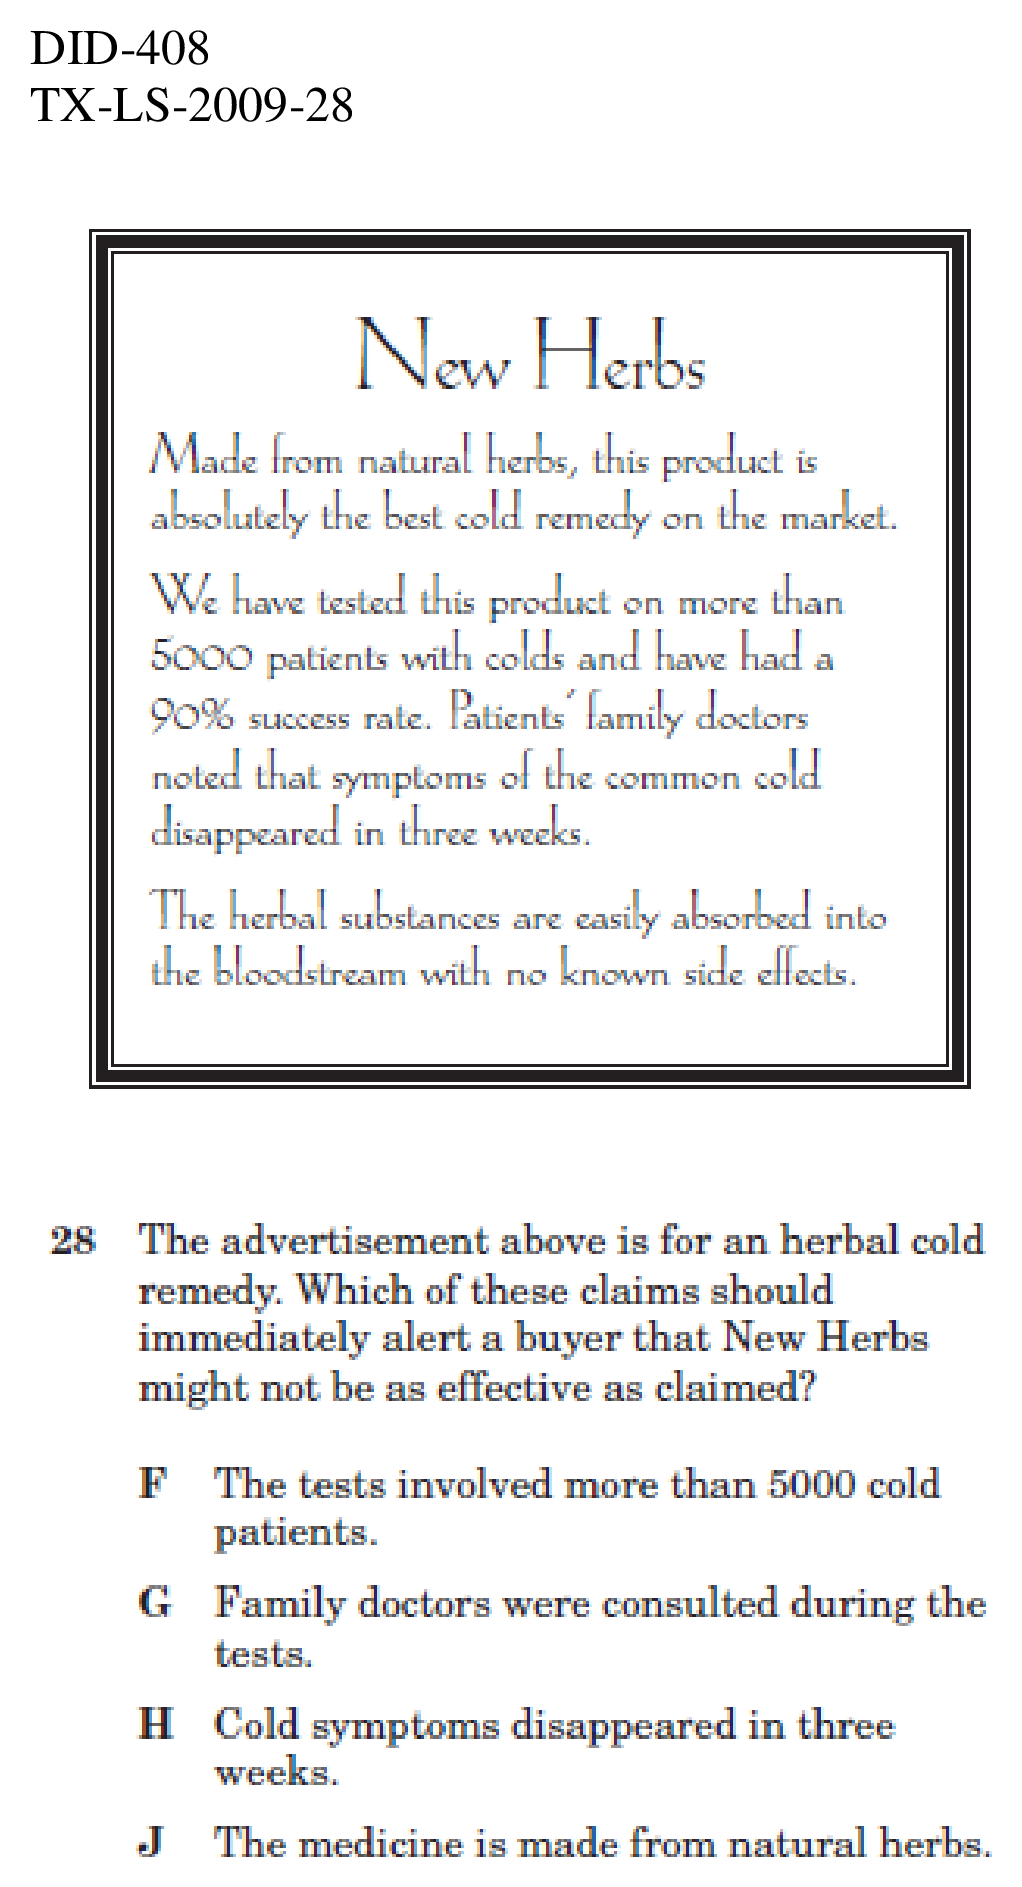 DID-408
TX-LS-2009-28
New Herbs
Made from natural herbs, this product is
absolutely the best cold remedy on the market.
We have tested this product on more than
5000 patients with colds and have had a
90% success rate. Patients' family doctors
noted that symptoms of the common cold
disappeared in three weeks.
The herbal substances are easily absorbed into
the bloodstream with no known side effects.
28 The advertisement above is for an herbal cold
remedy. Which of these claims should
immediately alert a buyer that New Herbs
might not be as effective as claimed?
F The tests involved more than 5000 cold
patients.
G Family doctors were consulted during the
tests.
H Cold symptoms disappeared in three
weeks.
J The medicine is made from natural herbs.